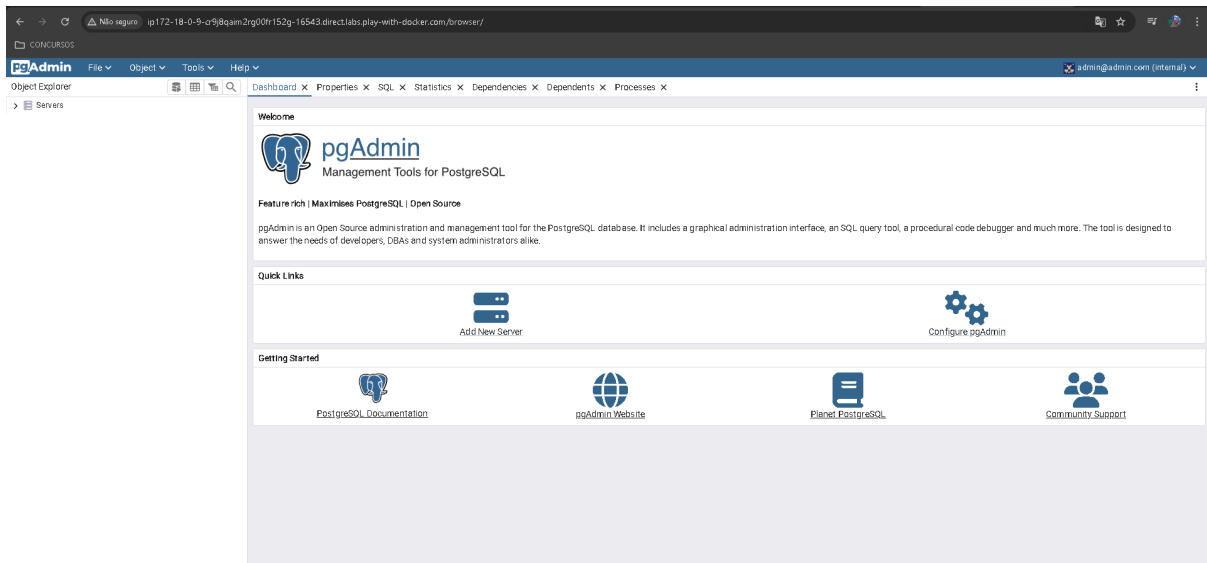 Não seguro ip172-18-0-9-cr9j8qaim2rg00fr152g-16543.direct.labs.play-with-docker.com/browser/
CONCURSOS
pgAdmin File Object Tools Help admin@admin.com (internal)
Object Explorer
Dashboard Properties SQL Statistics Dependencies Dependents Processes
Servers
Welcome
pgAdmin
Management Tools for PostgreSQL
Feature rich | Maximises PostgreSQL | Open Source
pgAdmin is an Open Source administration and management tool for the PostgreSQL database. It includes a graphical administration interface, an SQL query tool, a procedural code debugger and much more. The tool is designed to
answer the needs of developers, DBAs and system administrators alike.
Quick Links
Add New Server Configure pgAdmin
Getting Started
PostgreSQL Documentation pgAdmin Website Planet PostgreSQL Community Support